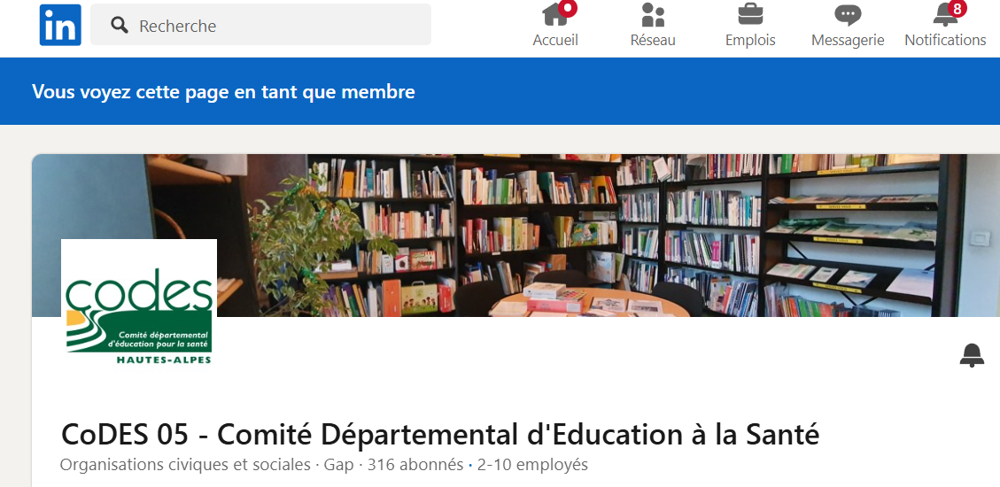 in
Recherche
Accueil
Réseau
Emplois
Messagerie
8
Notifications
Vous voyez cette page en tant que membre
codes
Comité départemental
d'éducation pour la santé
HAUTES-ALPES
CoDES 05 - Comité Départemental d'Education à la Santé
Organisations civiques et sociales · Gap · 316 abonnés · 2-10 employés